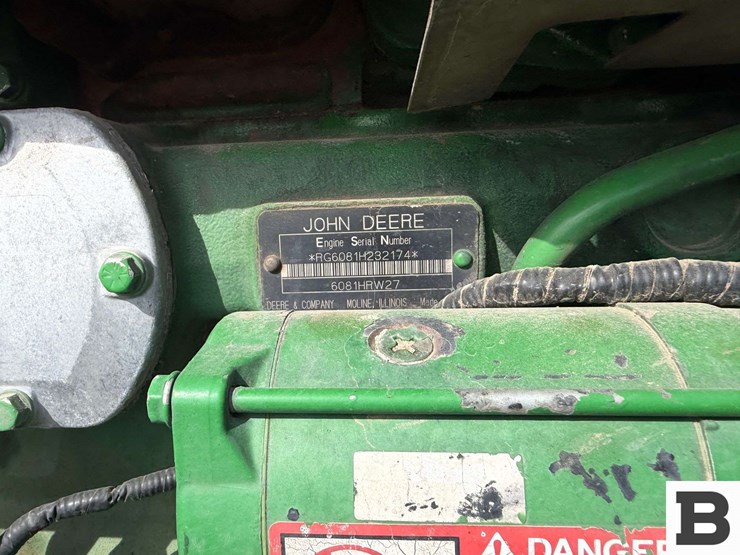 JOHN DEERE
Engine Serial Number
*RG6081H232174*
6081HRW27
DEERE & COMPANY MOLINE, ILLINOIS Made
DANGER
B